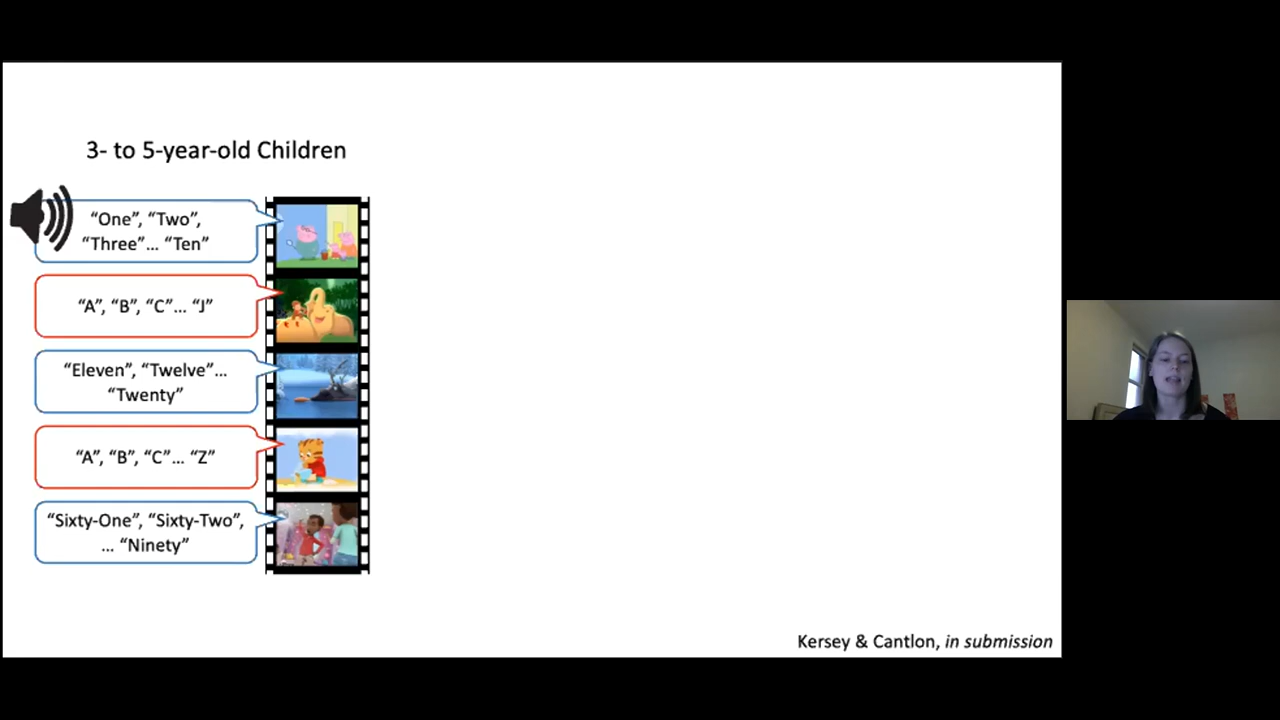 3- to 5-year-old Children
“One”, “Two”,
“Three”... “Ten”
“A”, “B”, “C”... “J”
“Eleven”, “Twelve”...
“Twenty”
“A”, “B”, “C”... “Z”
“Sixty-One”, “Sixty-Two”,
... “Ninety”
Kersey & Cantlon, in submission